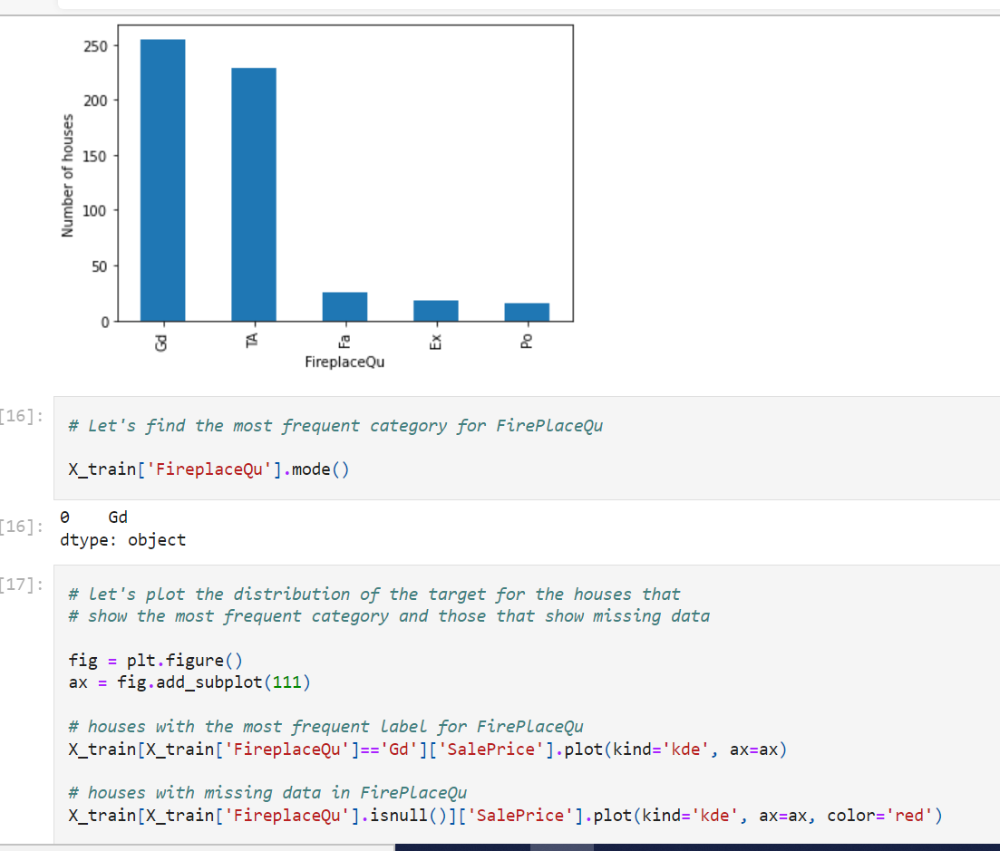 250
200
150
100
50
0
Number of houses
Gd
TA
Fa
Ex
Po
FireplaceQu
[16]:
# Let's find the most frequent category for FirePlaceQu
X_train['FireplaceQu'].mode()
[16]:
0    Gd
dtype: object
[17]:
# let's plot the distribution of the target for the houses that
# show the most frequent category and those that show missing data
fig = plt.figure()
ax = fig.add_subplot(111)
# houses with the most frequent label for FirePlaceQu
X_train[X_train['FireplaceQu']=='Gd']['SalePrice'].plot(kind='kde', ax=ax)
# houses with missing data in FirePlaceQu
X_train[X_train['FireplaceQu'].isnull()]['SalePrice'].plot(kind='kde', ax=ax, color='red')